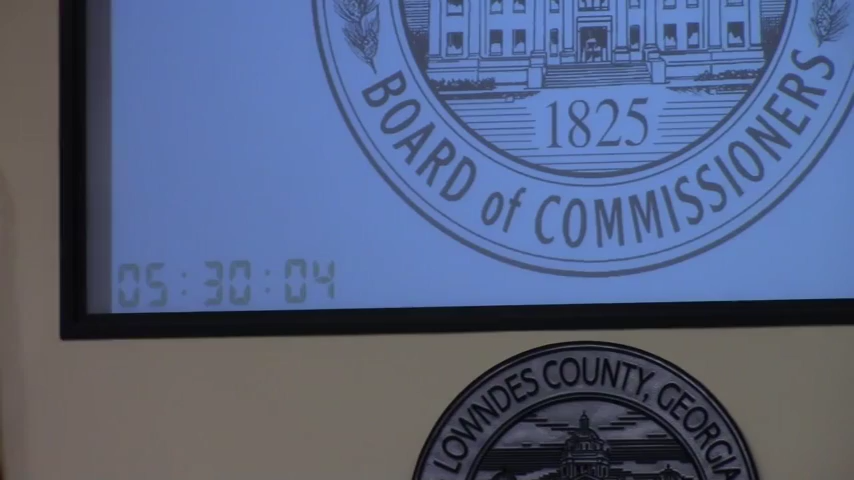 1825
BOARD of COMMISSIONERS
05:30:04
LOWNDES COUNTY, GEORGIA